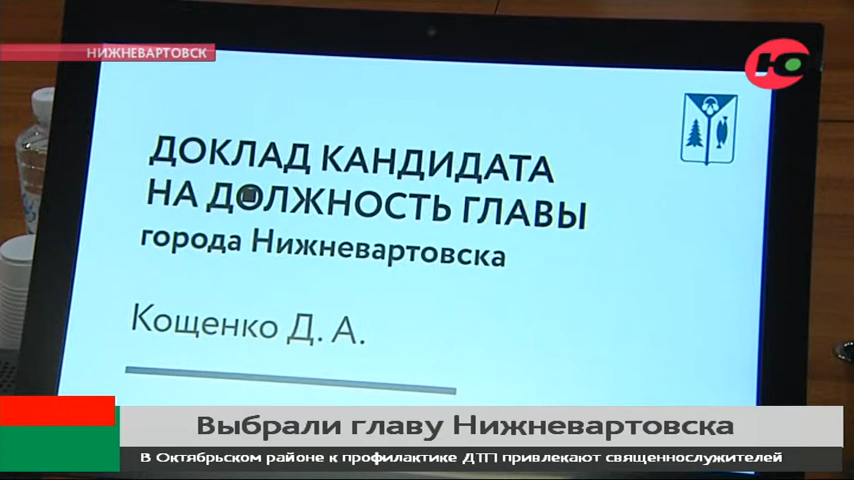 НИЖНЕВАРТОВСК
Ю
ДОКЛАД КАНДИДАТА
НА ДОЛЖНОСТЬ ГЛАВЫ
города Нижневартовска
Кощенко Д. А.
Выбрали главу Нижневартовска
В Октябрьском районе к профилактике ДТП привлекают священнослужителей